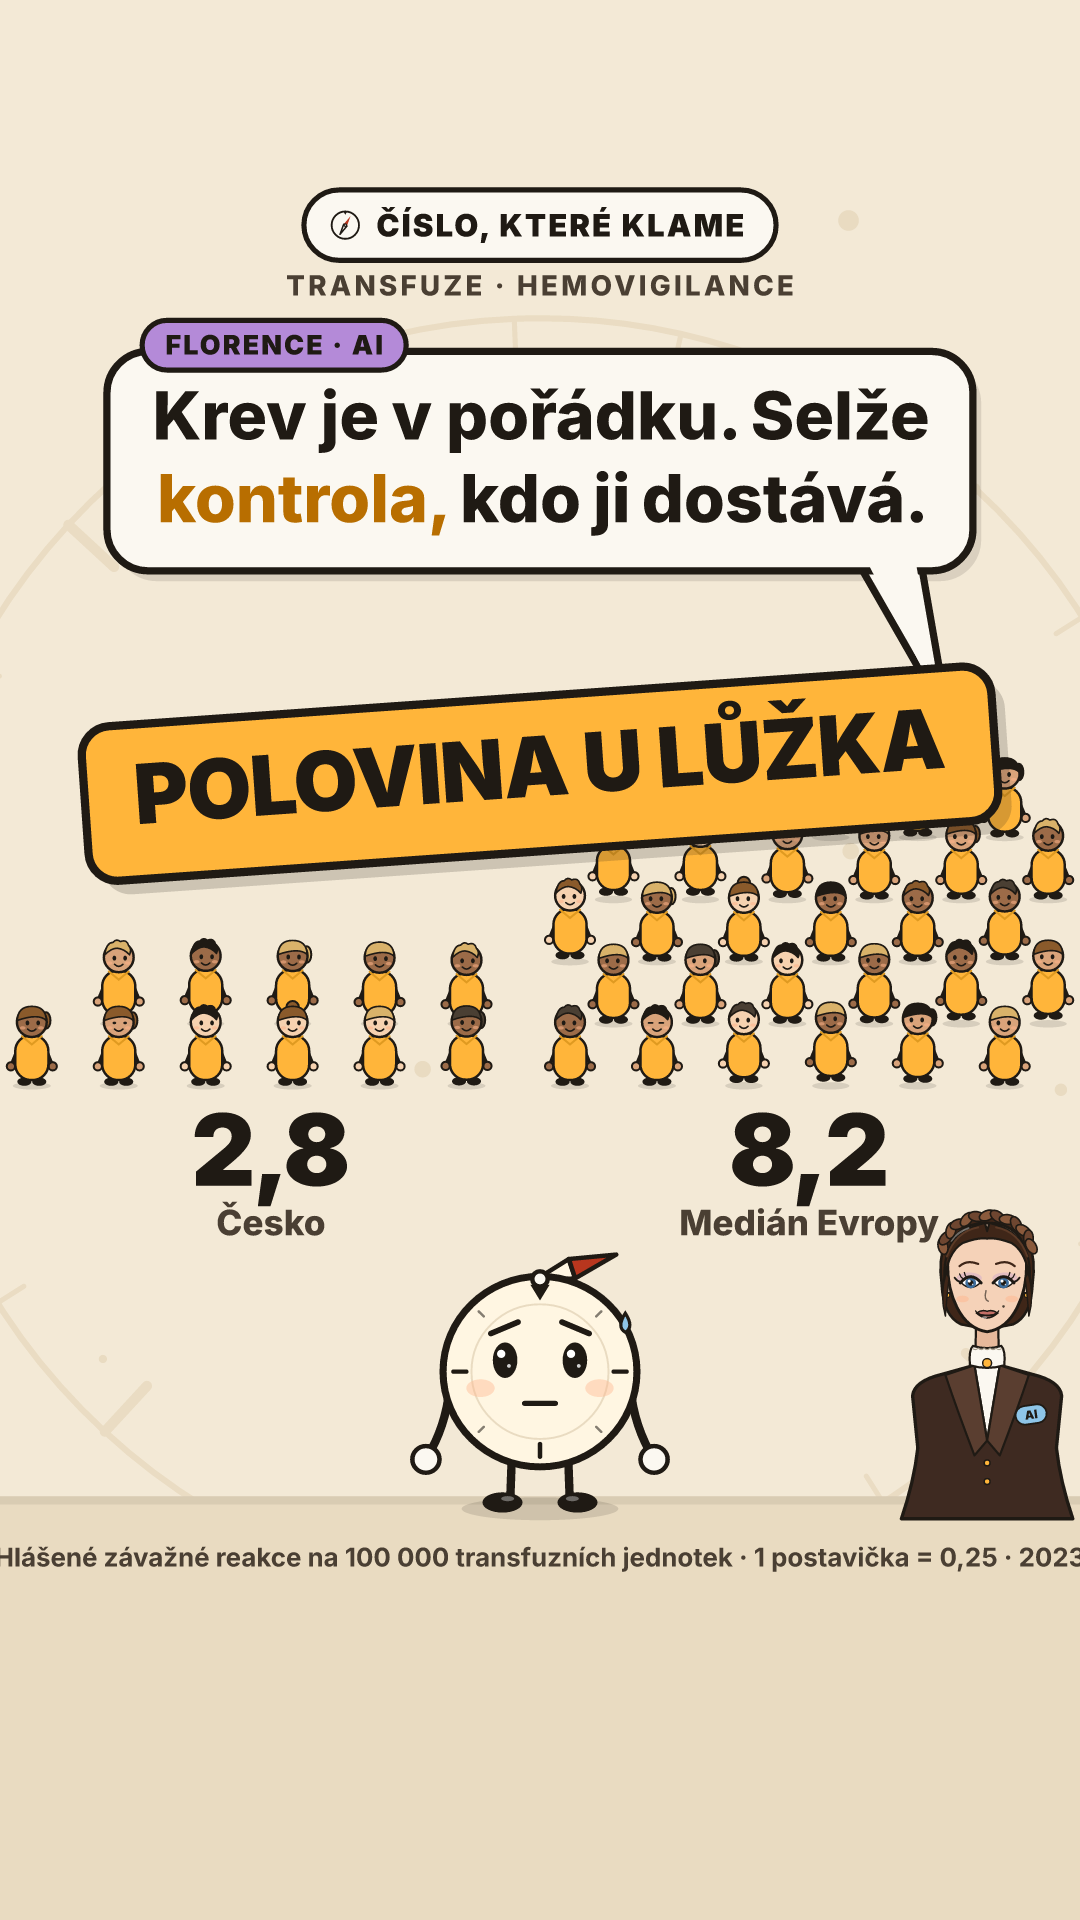 ČÍSLO, KTERÉ KLAME
TRANSFUZE · HEMOVIGILANCE
FLORENCE · AI
Krev je v pořádku. Selže
kontrola, kdo ji dostává.
POLOVINA U LŮŽKA
2,8
Česko
8,2
Medián Evropy
AI
Hlášené závažné reakce na 100 000 transfuzních jednotek · 1 postavička = 0,25 · 2023